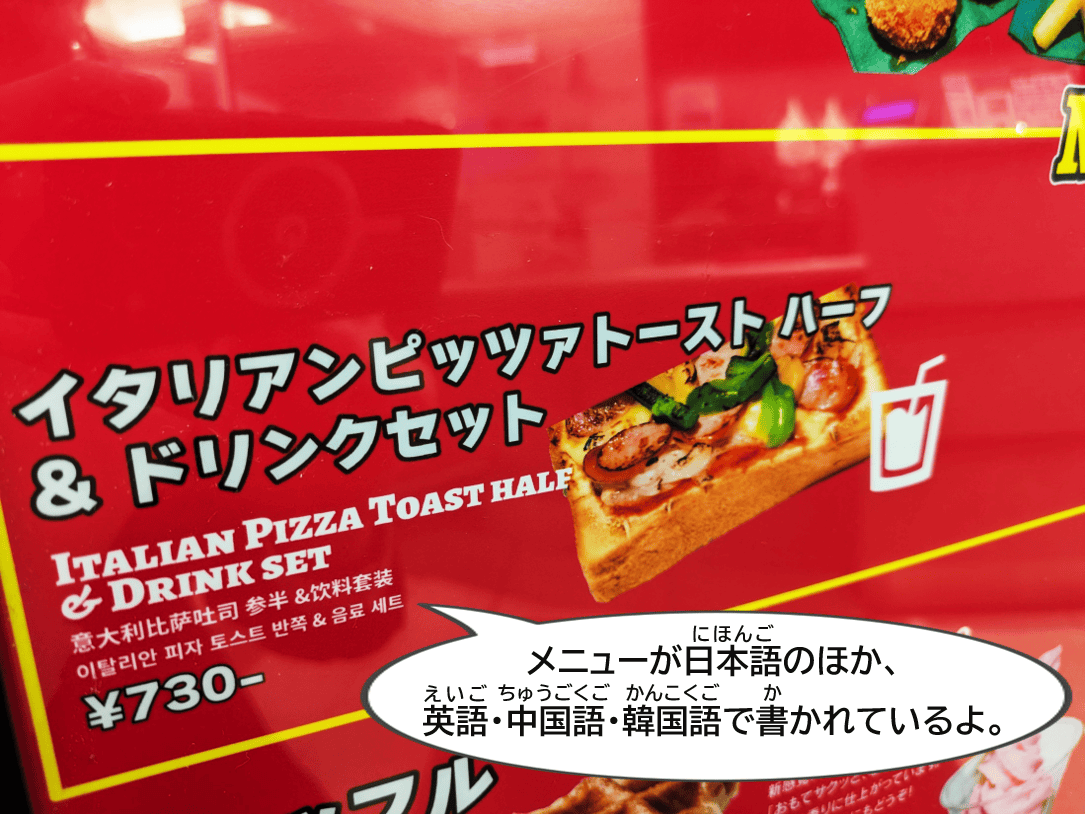 イタリアンピッツァトースト ハーフ
& ドリンクセット
ITALIAN PIZZA TOAST HALF
& DRINK SET
意大利比萨吐司 参半 &饮料套装
이탈리안 피자 토스트 반쪽 & 음료 세트
¥730-
にほんご
メニューが日本語のほか、
えいご ちゅうごくご かんこくご か
英語・中国語・韓国語で書かれているよ。
フル